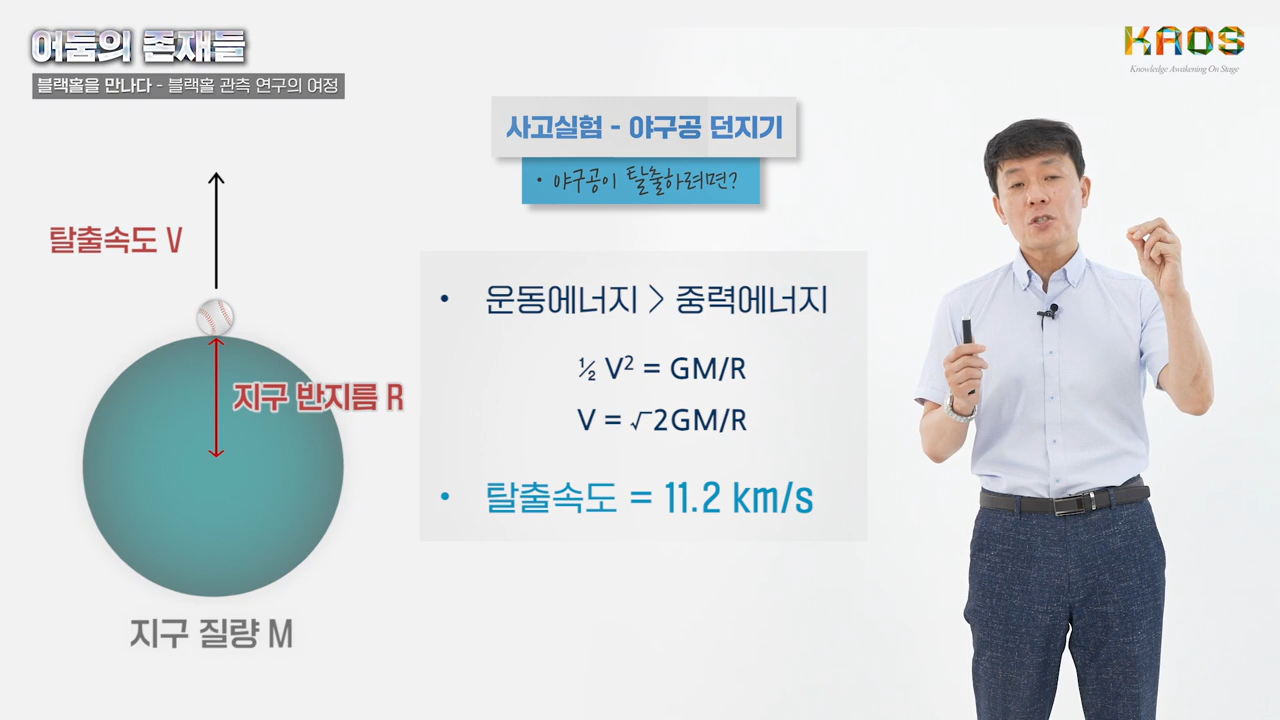 어둠의 존재들
블랙홀을 만나다 - 블랙홀 관측 연구의 여정
KAOS
Knowledge Awakening On Stage
사고실험 - 야구공 던지기
• 야구공이 탈출하려면?
탈출속도 V
지구 반지름 R
지구 질량 M
• 운동에너지 > 중력에너지
½ V² = GM/R
V = √2GM/R
• 탈출속도 = 11.2 km/s